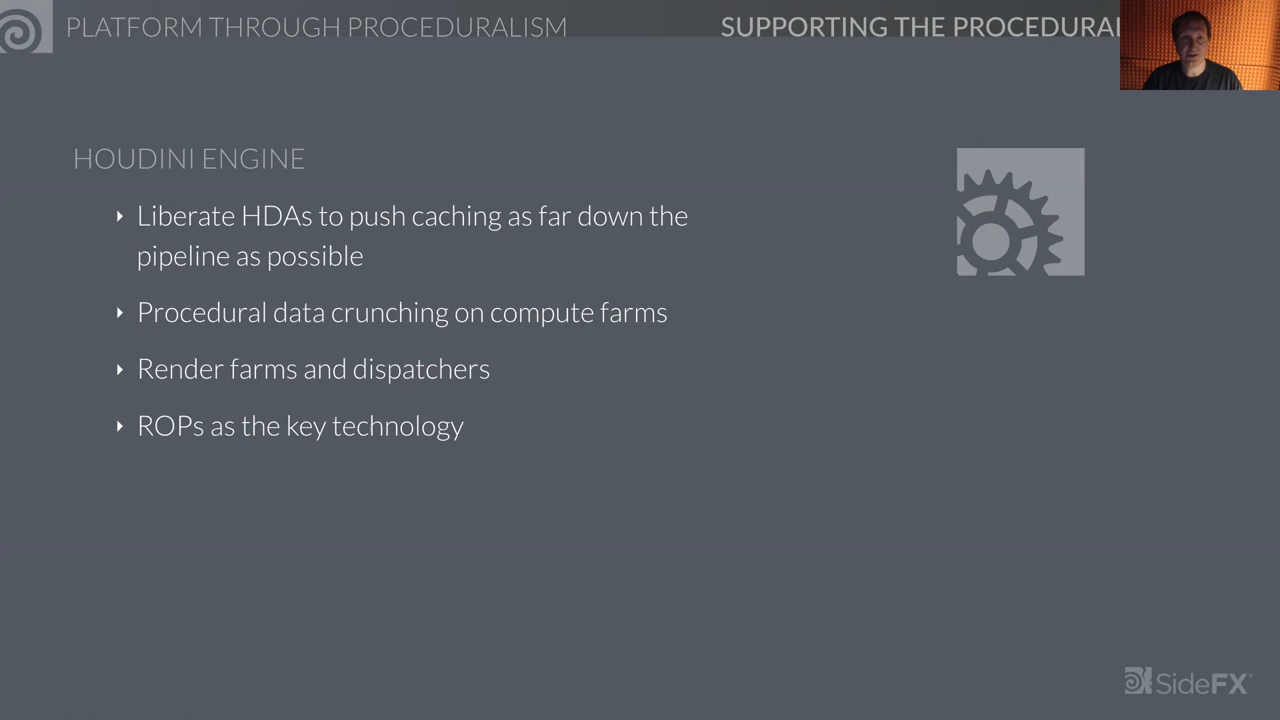 PLATFORM THROUGH PROCEDURALISM
SUPPORTING THE PROCEDURAL
HOUDINI ENGINE
Liberate HDAs to push caching as far down the
pipeline as possible
Procedural data crunching on compute farms
Render farms and dispatchers
ROPs as the key technology
SideFX